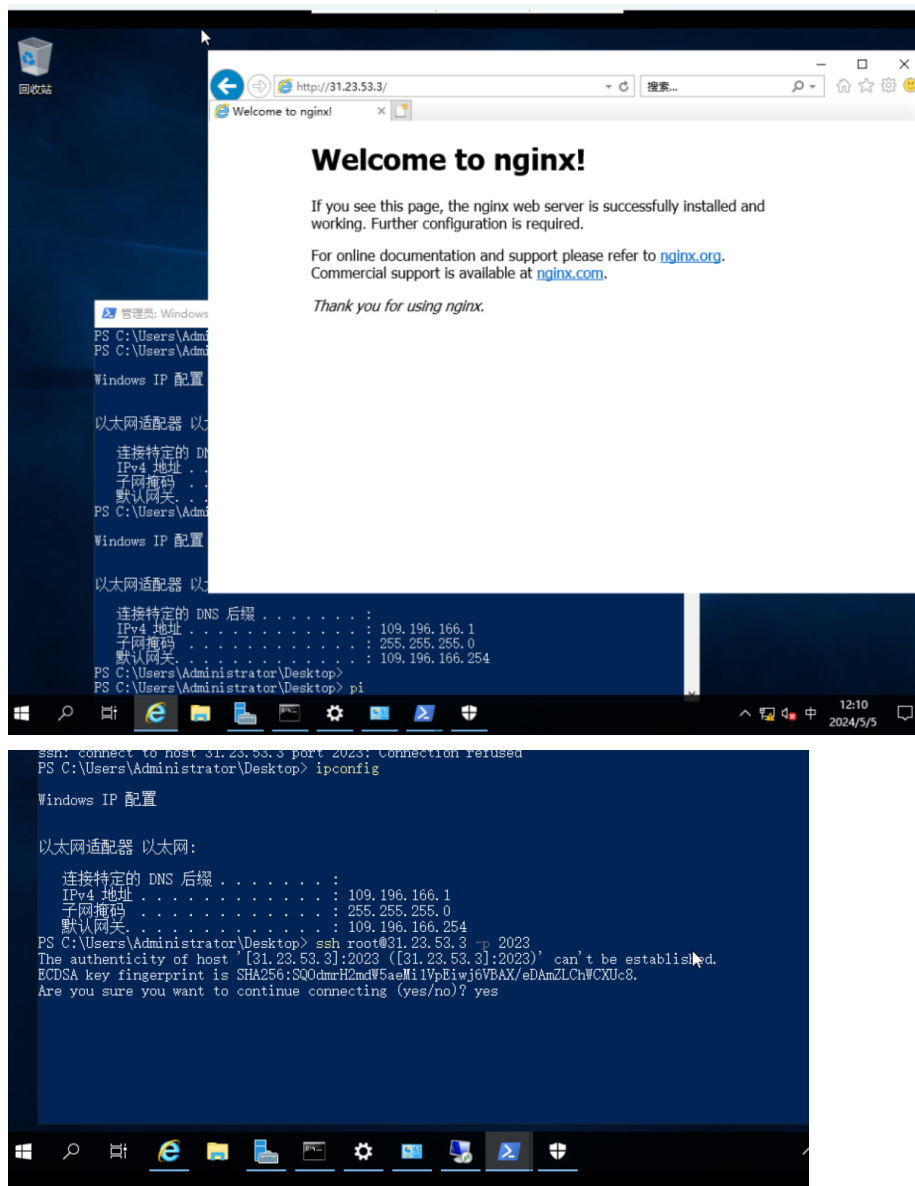 回收站
http://31.23.53.3/
搜索...
Welcome to nginx!
Welcome to nginx!
If you see this page, the nginx web server is successfully installed and
working. Further configuration is required.
For online documentation and support please refer to nginx.org.
Commercial support is available at nginx.com.
Thank you for using nginx.
管理员: Windows
PS C:\Users\Admi
PS C:\Users\Admi
Windows IP 配置
以太网适配器 以太
连接特定的 DN
IPv4 地址 . .
子网掩码 . .
默认网关. . .
PS C:\Users\Admi
Windows IP 配置
以太网适配器 以太
连接特定的 DNS 后缀 . . . . . . . :
IPv4 地址 . . . . . . . . . . . . : 109.196.166.1
子网掩码 . . . . . . . . . . . . : 255.255.255.0
默认网关. . . . . . . . . . . . . : 109.196.166.254
PS C:\Users\Administrator\Desktop>
PS C:\Users\Administrator\Desktop> pi
中
12:10
2024/5/5
ssh: connect to host 31.23.53.3 port 2023: Connection refused
PS C:\Users\Administrator\Desktop> ipconfig
Windows IP 配置
以太网适配器 以太网:
连接特定的 DNS 后缀 . . . . . . . :
IPv4 地址 . . . . . . . . . . . . : 109.196.166.1
子网掩码 . . . . . . . . . . . . : 255.255.255.0
默认网关. . . . . . . . . . . . . : 109.196.166.254
PS C:\Users\Administrator\Desktop> ssh root@31.23.53.3 -p 2023
The authenticity of host '[31.23.53.3]:2023 ([31.23.53.3]:2023)' can't be established.
ECDSA key fingerprint is SHA256:SQOdmrH2mdW5aeMi1VpEiwj6VBAX/eDAmZLChWCXUc8.
Are you sure you want to continue connecting (yes/no)? yes